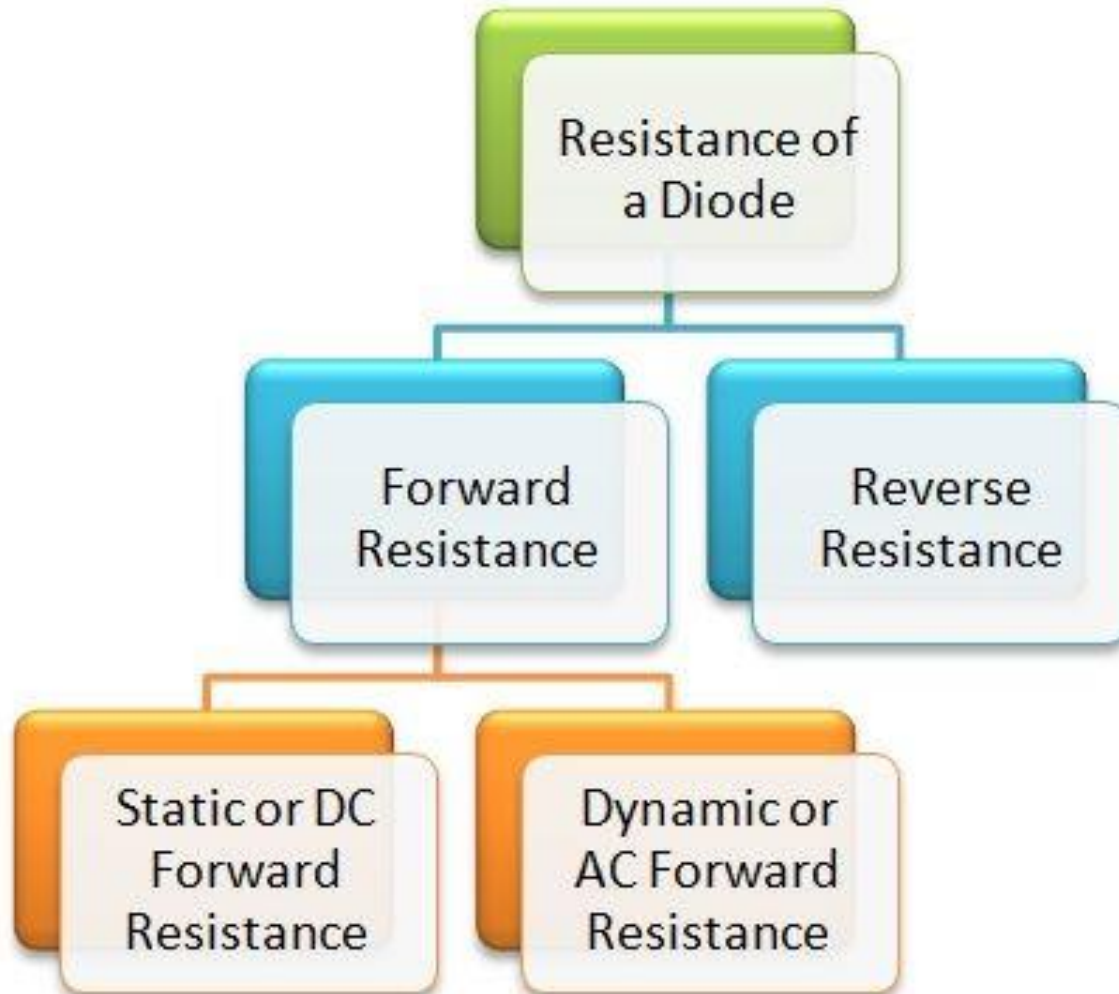 Resistance of
a Diode
Forward
Resistance
Reverse
Resistance
Static or DC
Forward
Resistance
Dynamic or
AC Forward
Resistance